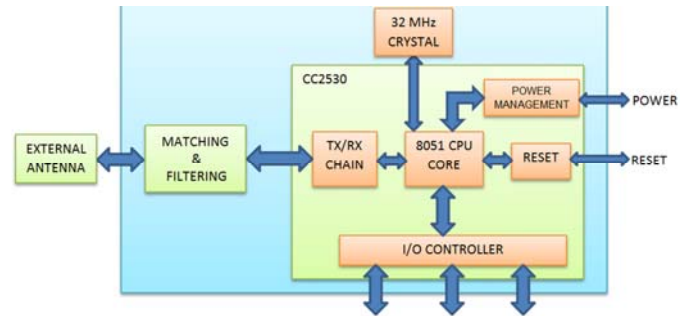 32 MHz
CRYSTAL
CC2530
POWER
MANAGEMENT
POWER
EXTERNAL
ANTENNA
MATCHING
&
FILTERING
TX/RX
CHAIN
8051 CPU
CORE
RESET
RESET
I/O CONTROLLER